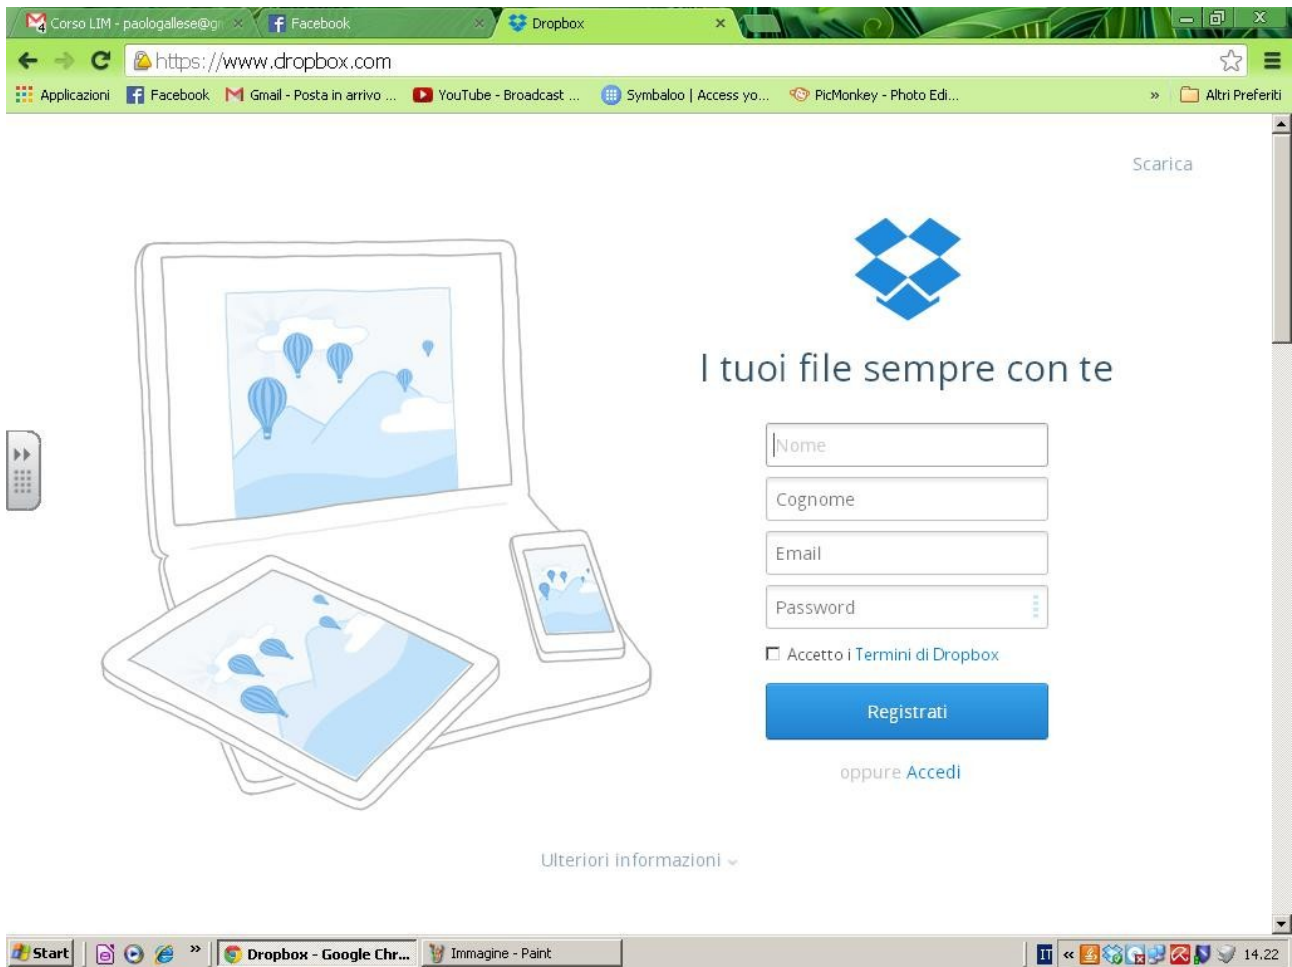 Corso LIM - paologallese@g
Facebook
Dropbox
https://www.dropbox.com
Applicazioni
Facebook
Gmail - Posta in arrivo ...
YouTube - Broadcast ...
Symbaloo | Access yo...
PicMonkey - Photo Edi...
»
Altri Preferiti
Scarica
I tuoi file sempre con te
Nome
Cognome
Email
Password
Accetto i Termini di Dropbox
Registrati
oppure Accedi
Ulteriori informazioni
Start
»
Dropbox - Google Chr...
Immagine - Paint
IT
«
14.22